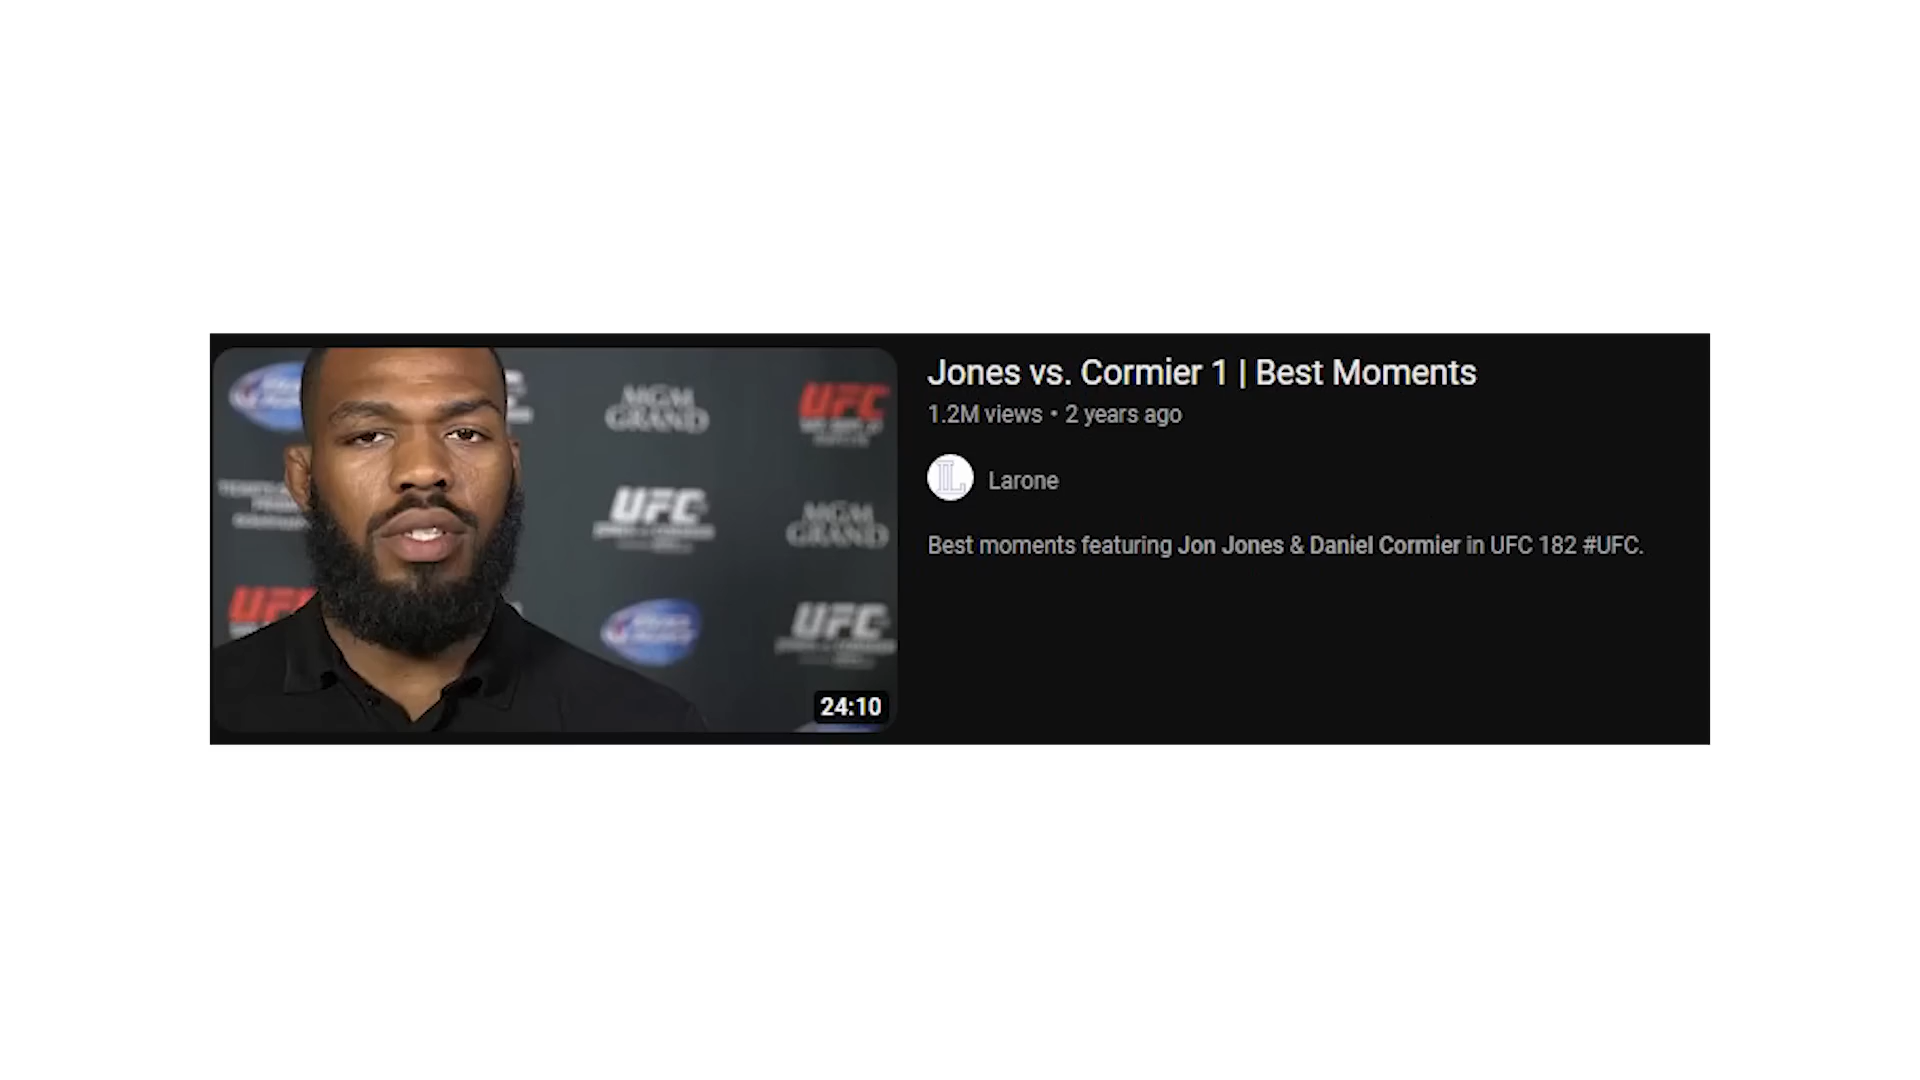 Jones vs. Cormier 1 | Best Moments
1.2M views • 2 years ago
Larone
Best moments featuring Jon Jones & Daniel Cormier in UFC 182 #UFC.
MGM
GRAND
UFC
UFC
MGM
GRAND
UFC
UFC
24:10